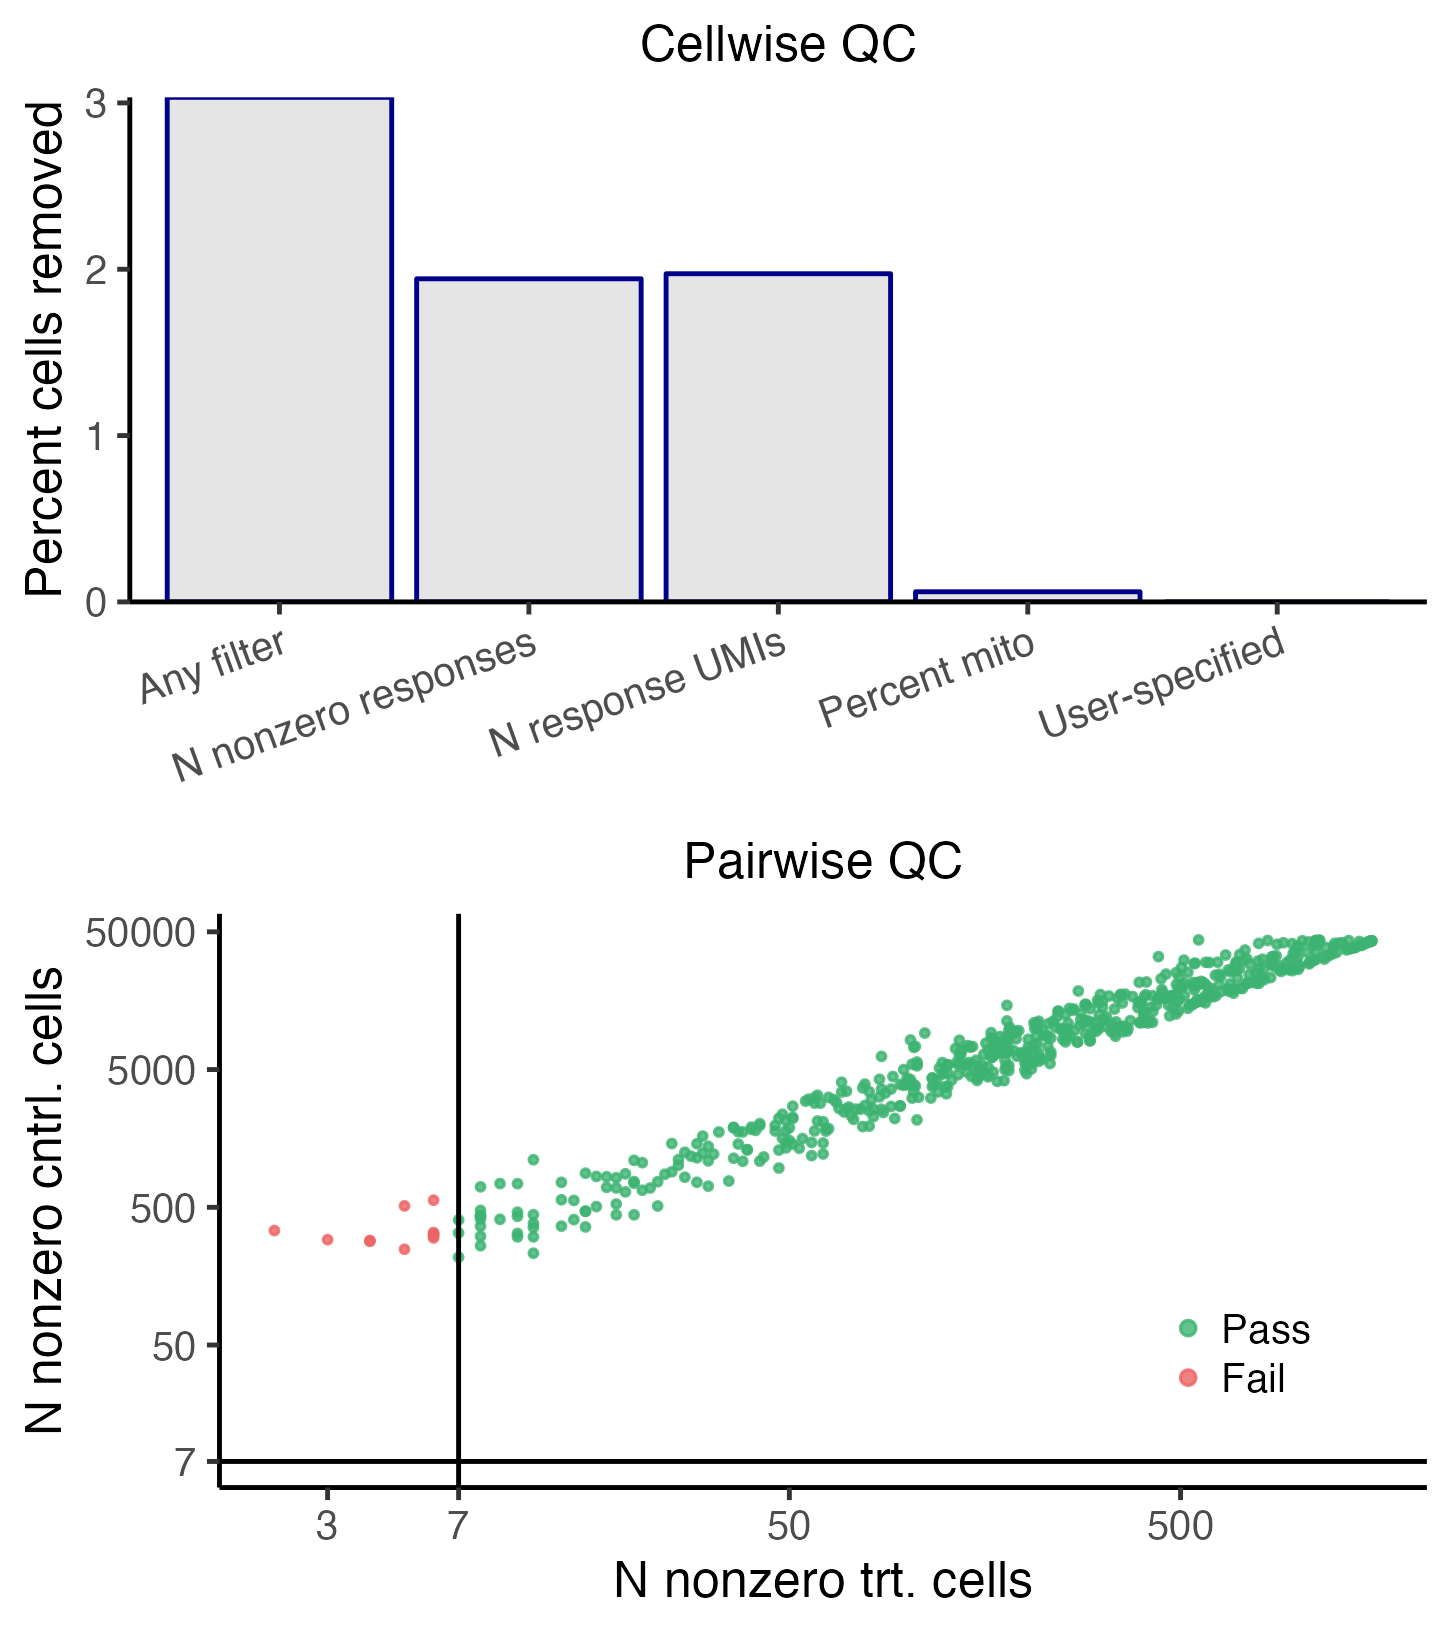 Cellwise QC
Percent cells removed
3
2
1
0
Any filter
N nonzero responses
N response UMIs
Percent mito
User-specified
Pairwise QC
N nonzero cntrl. cells
50000
5000
500
50
7
Pass
Fail
3
7
50
500
N nonzero trt. cells